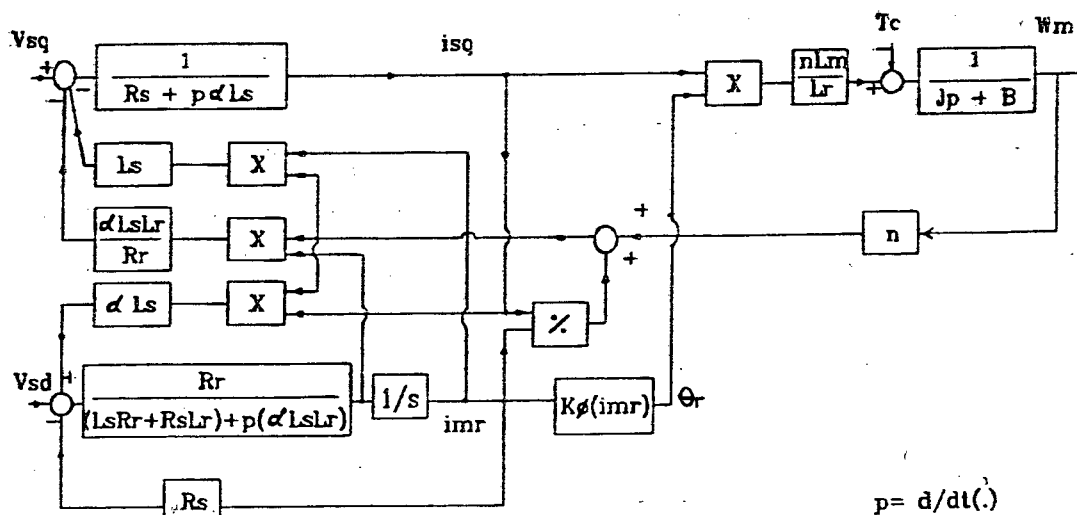 Vsq
+
-
-
1
Rs + pαLs
isq
X
nLm
Lr
Tc
+
1
Jp + B
Wm
Ls
X
αLsLr
Rr
X
+
+
n
αLs
X
%
Vsd
+
-
Rr
(LsRr+RsLr)+p(αLsLr)
1/s
imr
Kø(imr)
Θr
Rs
p= d/dt(.)